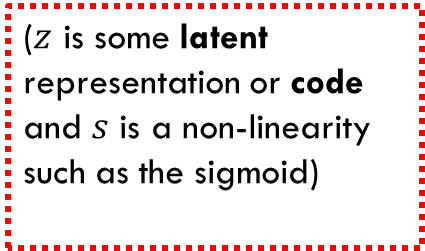 (z is some latent
representation or code
and s is a non-linearity
such as the sigmoid)